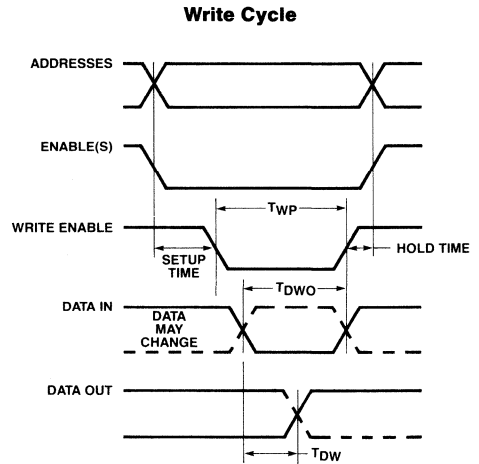 Write Cycle
ADDRESSES
ENABLE(S)
TWP
WRITE ENABLE
HOLD TIME
SETUP
TIME
TDWO
DATA IN
DATA
MAY
CHANGE
DATA OUT
TDW